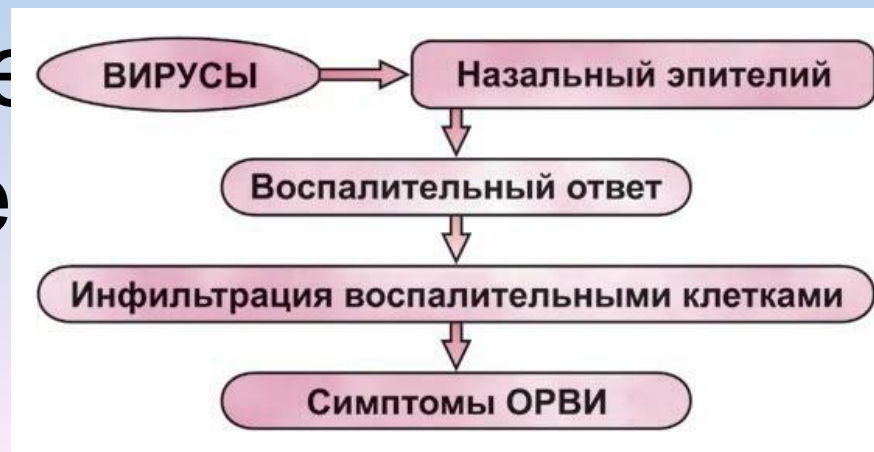 ВИРУСЫ
Назальный эпителий
Воспалительный ответ
Инфильтрация воспалительными клетками
Симптомы ОРВИ